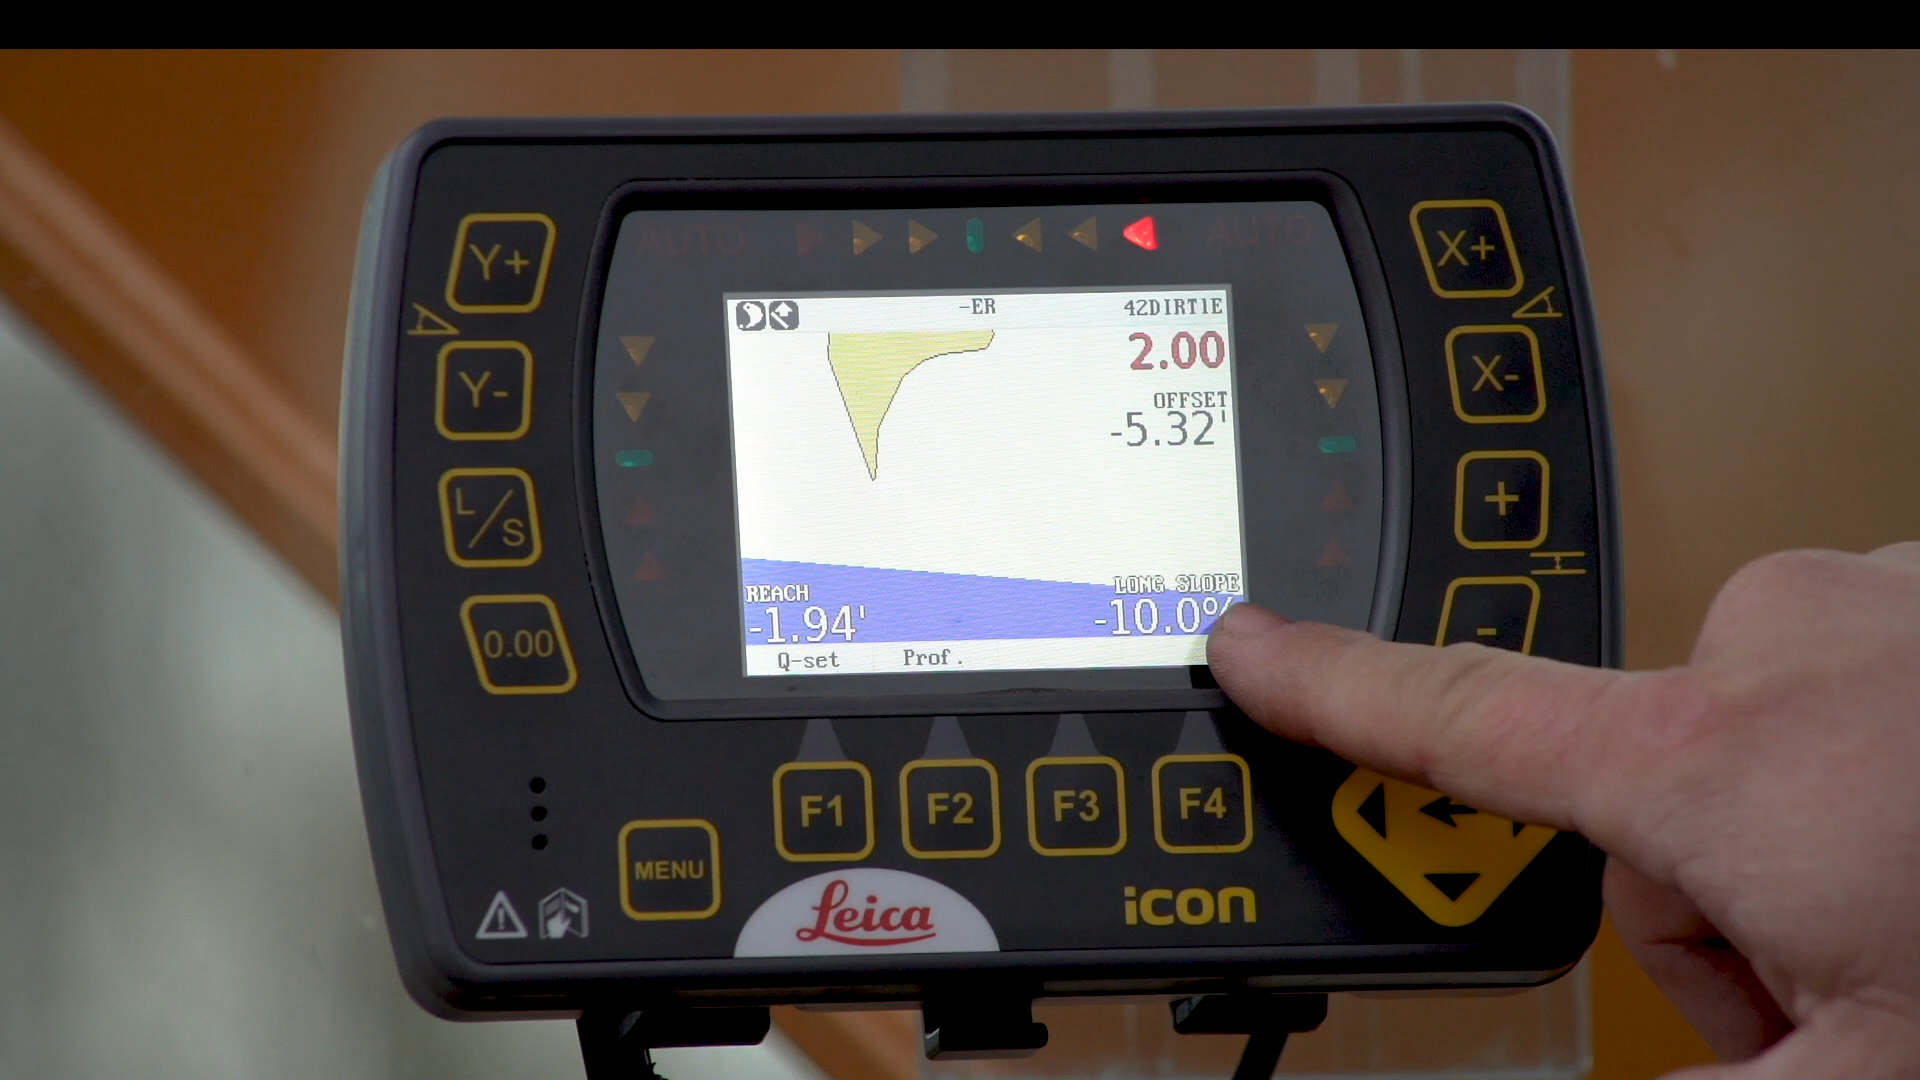 AUTO AUTO
Y+
X+
-ER 42DIRT1E
2.00
OFFSET
-5.32'
Y-
X-
L/S
+
REACH LONG SLOPE
-1.94' -10.0%
-
0.00
Q-set Prof.
F1 F2 F3 F4
MENU
Leica icon